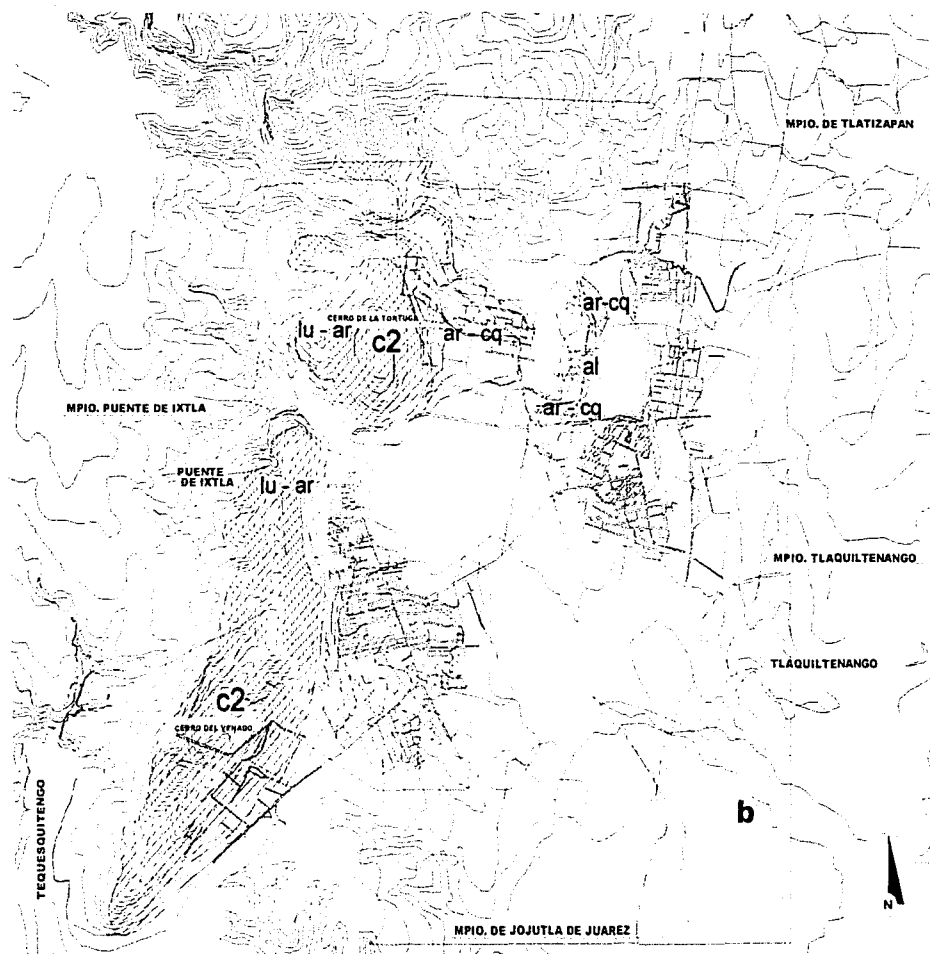 MPIO. DE TLATIZAPAN
ar-cq
CERRO DE LA TORTUGA
lu - ar
c2
ar - cq
al
MPIO. PUENTE DE IXTLA
ar - cq
PUENTE
DE IXTLA
lu - ar
MPIO. TLAQUILTENANGO
TLAQUILTENANGO
c2
CERRO DEL VENADO
TEQUESQUITENGO
b
N
MPIO. DE JOJUTLA DE JUAREZ